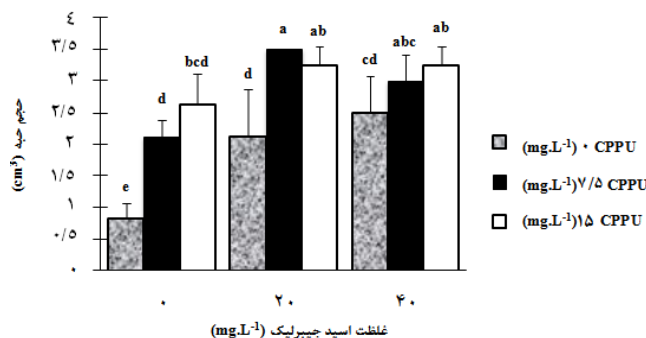 ۴
۳/۵
۳
۲/۵
۲
۱/۵
۱
۰/۵
۰
حجم حبه (cm³)
e d bcd
d a ab
cd abc ab
۰ ۲۰ ۴۰
غلظت اسید جیبرلیک (mg.L⁻¹)
(mg.L⁻¹) ۰ CPPU
(mg.L⁻¹)۷/۵ CPPU
(mg.L⁻¹)۱۵ CPPU